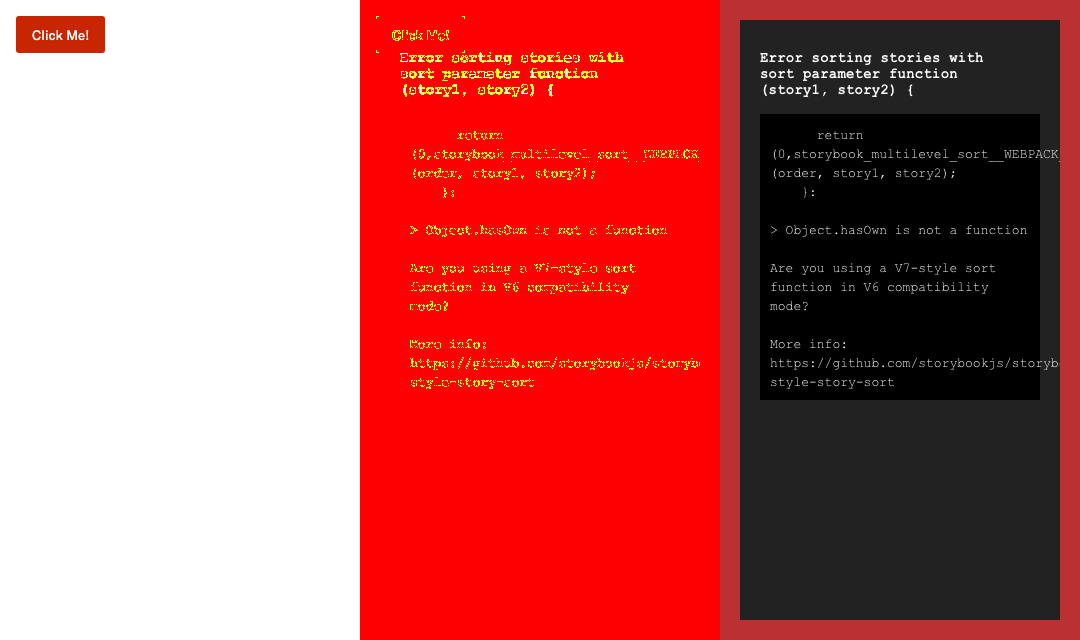 Click Me!
Click Me!
Error sorting stories with
sort parameter function
(story1, story2) {
return
(0,storybook_multilevel_sort__WEBPACK
(order, story1, story2);
}:
> Object.hasOwn is not a function
Are you using a V7-style sort
function in V6 compatibility
mode?
More info:
https://github.com/storybookjs/storyb
style-story-sort
Error sorting stories with
sort parameter function
(story1, story2) {
return
(0,storybook_multilevel_sort__WEBPACK_
(order, story1, story2);
}:
> Object.hasOwn is not a function
Are you using a V7-style sort
function in V6 compatibility
mode?
More info:
https://github.com/storybookjs/storyb
style-story-sort